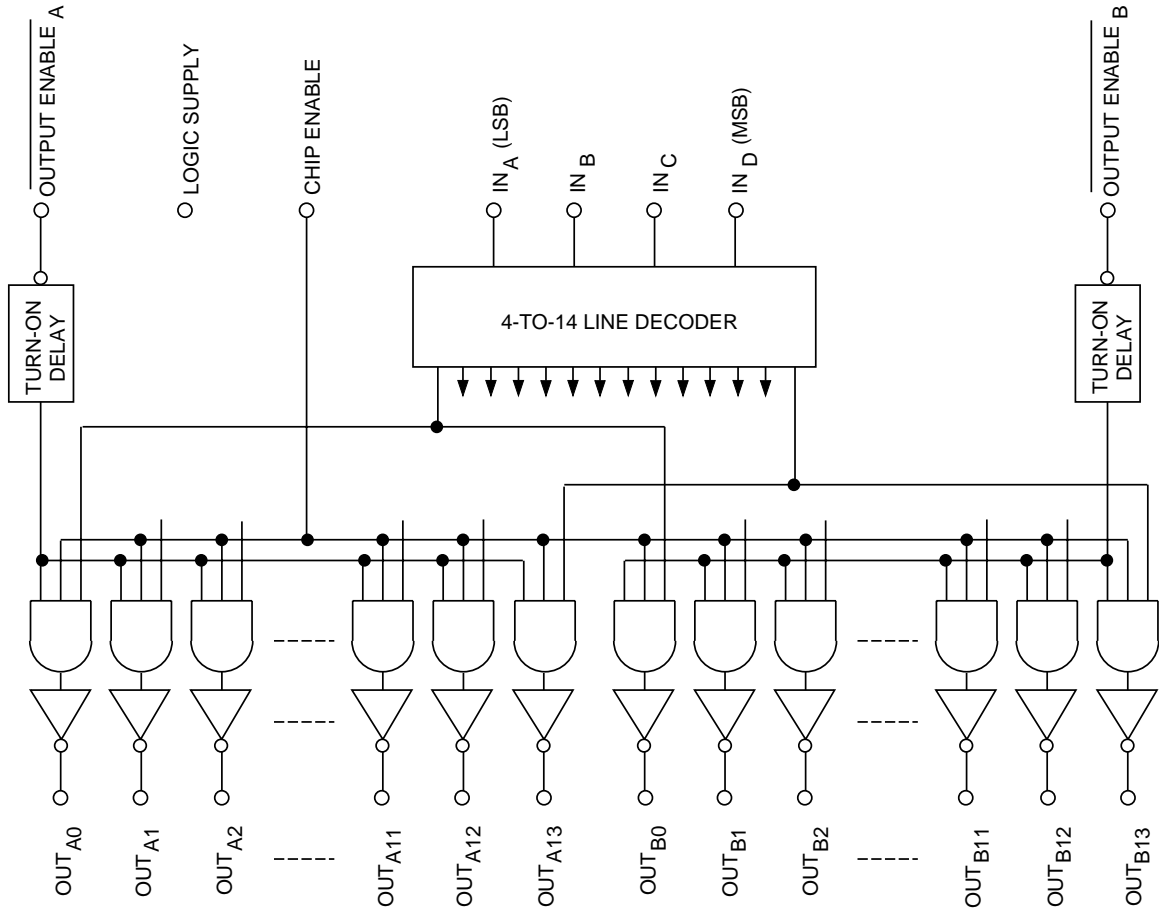 OUTPUT ENABLE A
LOGIC SUPPLY
CHIP ENABLE
IN A (LSB)
IN B
IN C
IN D (MSB)
OUTPUT ENABLE B
TURN-ON
DELAY
4-TO-14 LINE DECODER
TURN-ON
DELAY
OUT A0
OUT A1
OUT A2
OUT A11
OUT A12
OUT A13
OUT B0
OUT B1
OUT B2
OUT B11
OUT B12
OUT B13